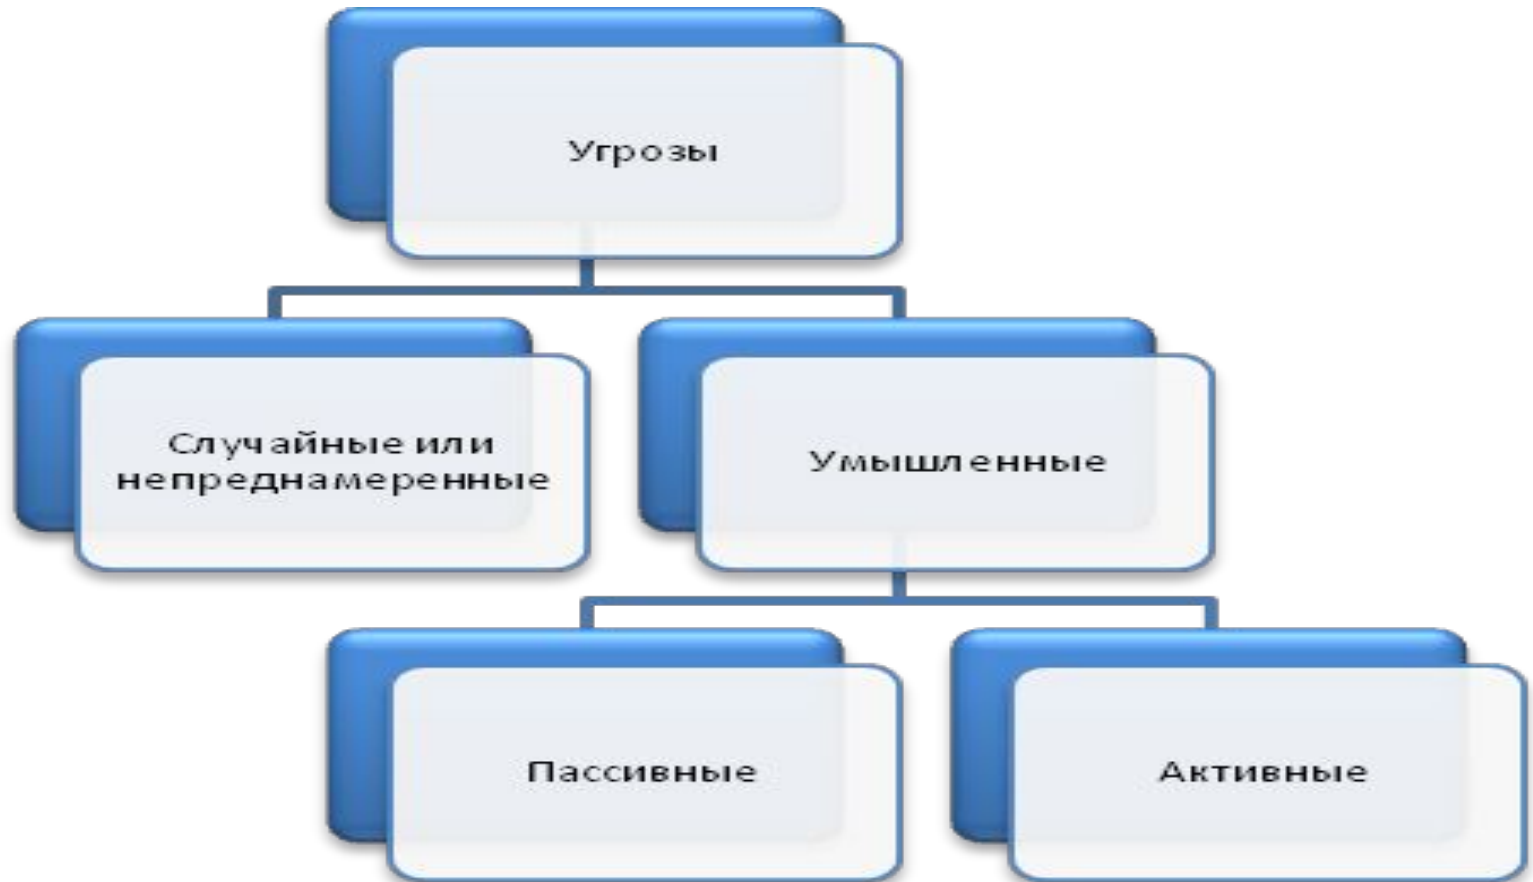 Угрозы
Случайные или
непреднамеренные
Умышленные
Пассивные
Активные